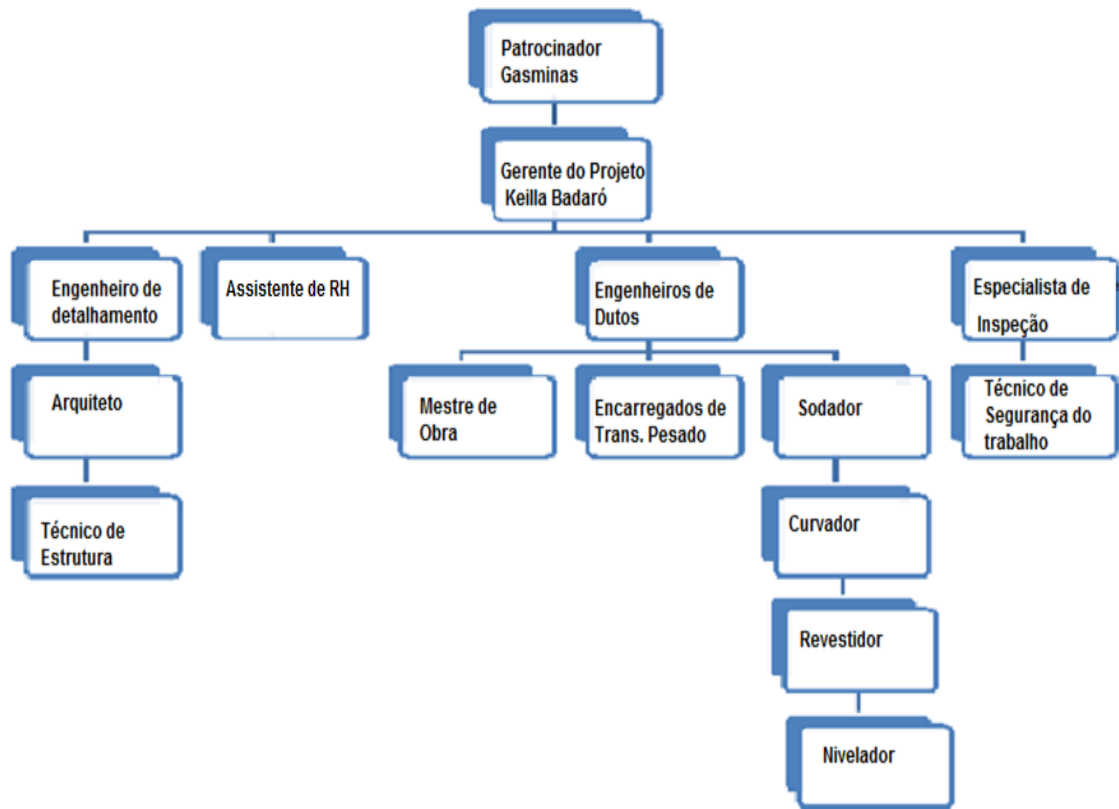 Patrocinador
Gasminas
Gerente do Projeto
Keilla Badaró
Engenheiro de
detalhamento
Assistente de RH
Engenheiros de
Dutos
Especialista de
Inspeção
Arquiteto
Mestre de
Obra
Encarregados de
Trans. Pesado
Sodador
Técnico de
Segurança do
trabalho
Técnico de
Estrutura
Curvador
Revestidor
Nivelador